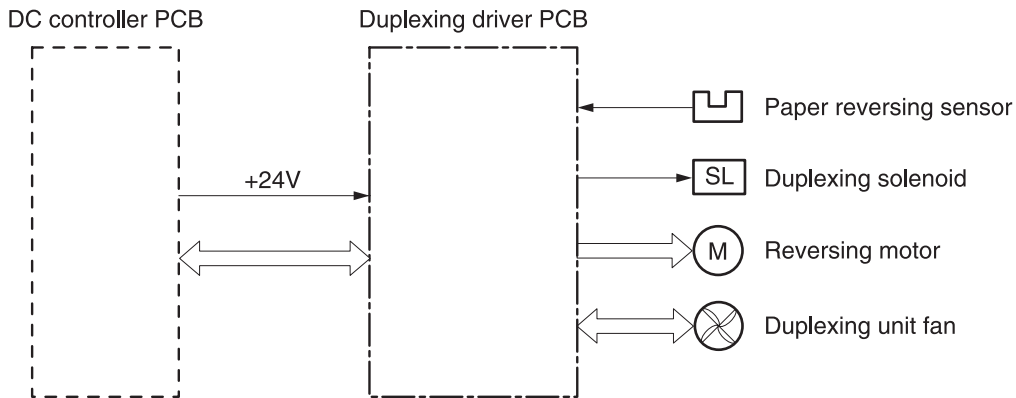 DC controller PCB
Duplexing driver PCB
Paper reversing sensor
SL
Duplexing solenoid
+24V
M
Reversing motor
Duplexing unit fan